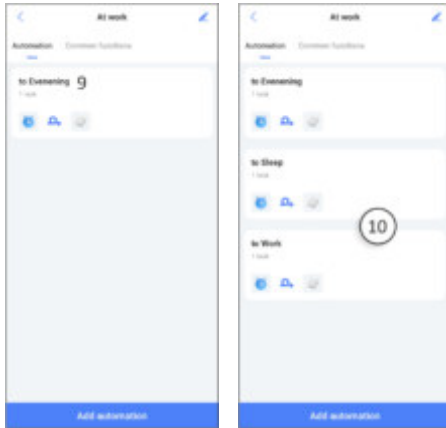 At work
Automation Common functions
to Evenening 9
1 task
Add automation
At work
Automation Common functions
to Evenening
1 task
to Sleep
1 task
10
to Work
1 task
Add automation